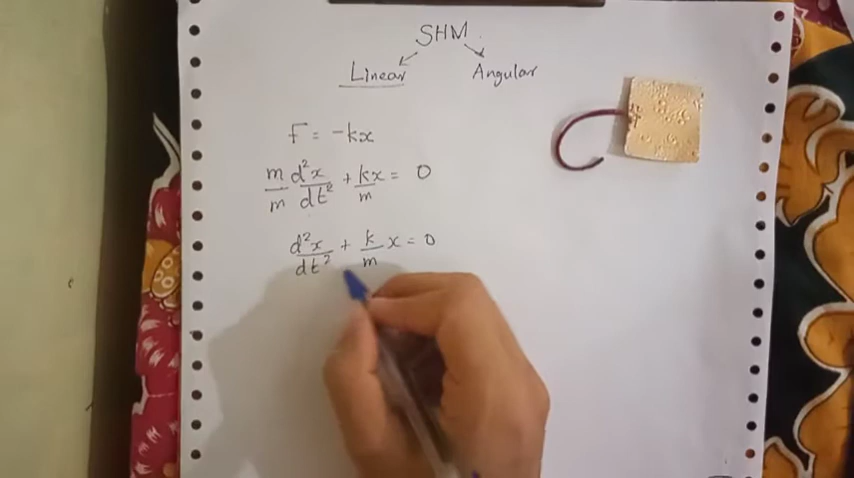 SHM
Linear Angular
F = -kx
m/m d²x/dt² + kx/m = 0
d²x/dt² + k/m x = 0